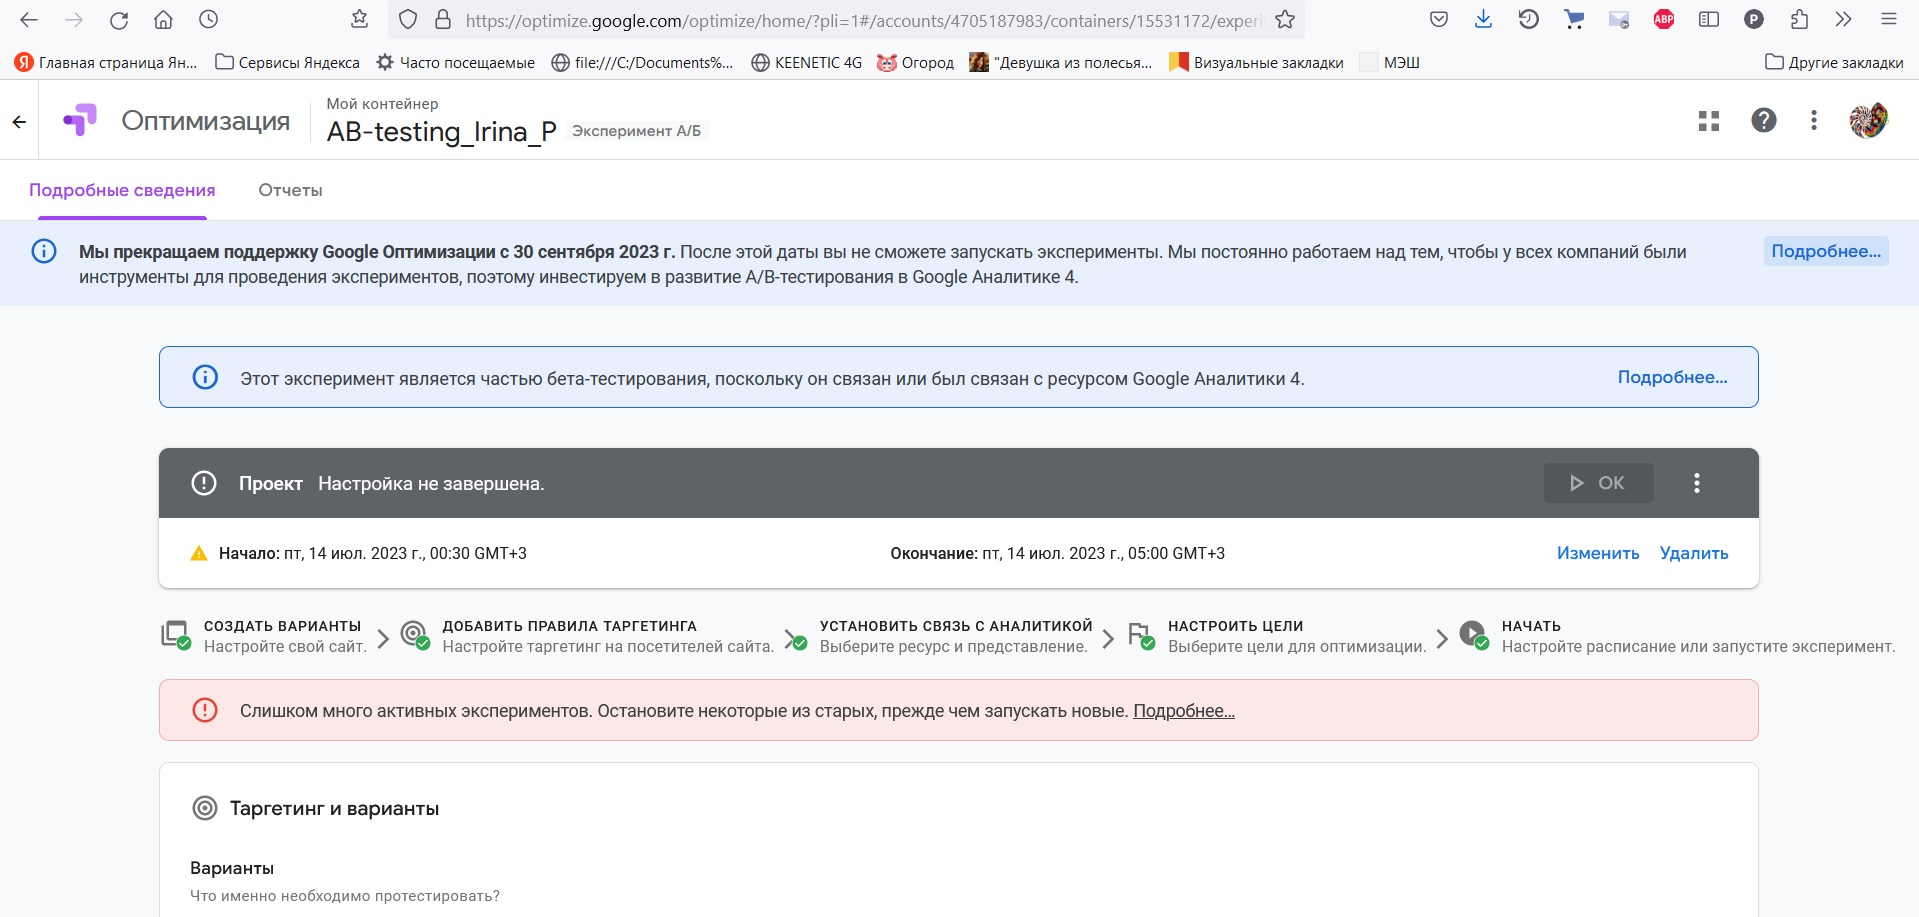 https://optimize.google.com/optimize/home/?pli=1#/accounts/4705187983/containers/15531172/experi
ABP
P
Я Главная страница Ян... Сервисы Яндекса Часто посещаемые file:///C:/Documents%... KEENETIC 4G Огород "Девушка из полесья... Визуальные закладки МЭШ Другие закладки
Мой контейнер
Оптимизация AB-testing_Irina_P Эксперимент А/Б
Подробные сведения Отчеты
Мы прекращаем поддержку Google Оптимизации с 30 сентября 2023 г. После этой даты вы не сможете запускать эксперименты. Мы постоянно работаем над тем, чтобы у всех компаний были Подробнее...
инструменты для проведения экспериментов, поэтому инвестируем в развитие A/B-тестирования в Google Аналитике 4.
Этот эксперимент является частью бета-тестирования, поскольку он связан или был связан с ресурсом Google Аналитики 4. Подробнее...
Проект Настройка не завершена. ОК
Начало: пт, 14 июл. 2023 г., 00:30 GMT+3 Окончание: пт, 14 июл. 2023 г., 05:00 GMT+3 Изменить Удалить
СОЗДАТЬ ВАРИАНТЫ ДОБАВИТЬ ПРАВИЛА ТАРГЕТИНГА УСТАНОВИТЬ СВЯЗЬ С АНАЛИТИКОЙ НАСТРОИТЬ ЦЕЛИ НАЧАТЬ
Настройте свой сайт. Настройте таргетинг на посетителей сайта. Выберите ресурс и представление. Выберите цели для оптимизации. Настройте расписание или запустите эксперимент.
Слишком много активных экспериментов. Остановите некоторые из старых, прежде чем запускать новые. Подробнее...
Таргетинг и варианты
Варианты
Что именно необходимо протестировать?